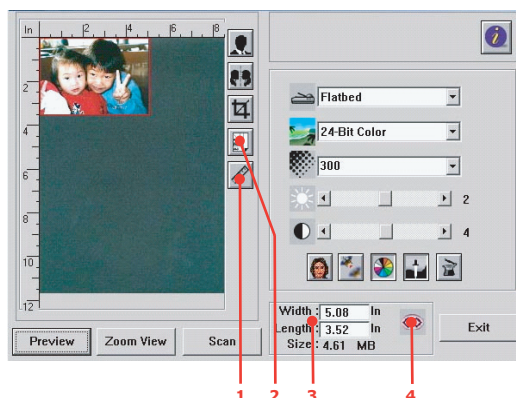 In 2 4 6 8
2
4
6
8
10
12
i
Flatbed
24-Bit Color
300
2
4
Width : 5.08 In
Length : 3.52 In
Size : 4.61 MB
Preview Zoom View Scan Exit
1 2 3 4